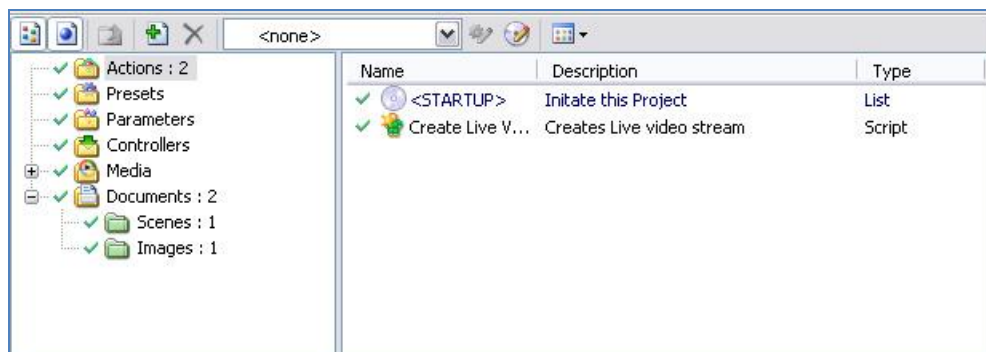 <none>
Actions : 2
Presets
Parameters
Controllers
Media
Documents : 2
Scenes : 1
Images : 1
Name Description Type
<STARTUP> Initate this Project List
Create Live V... Creates Live video stream Script